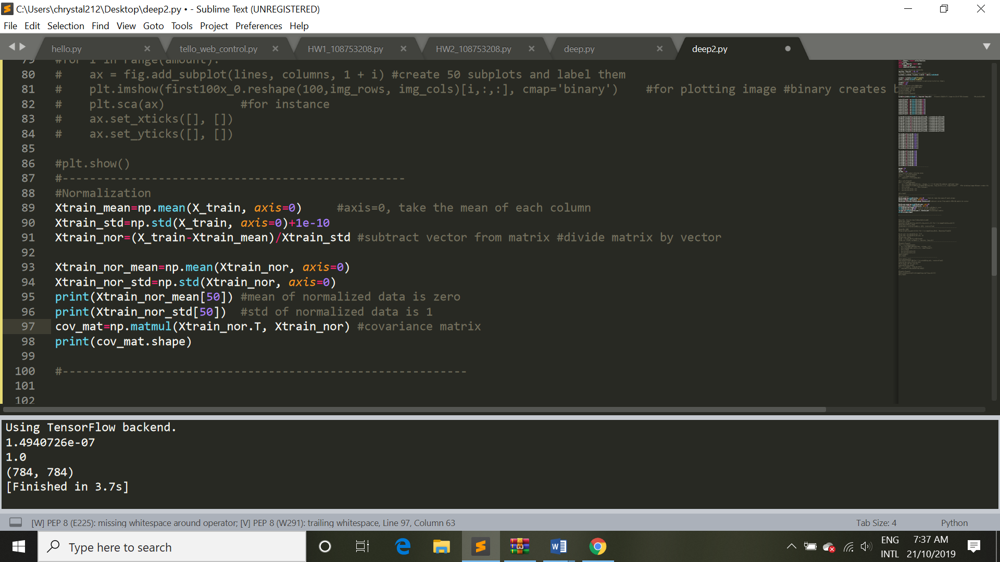 C:\Users\chrystal212\Desktop\deep2.py • - Sublime Text (UNREGISTERED)
File Edit Selection Find View Goto Tools Project Preferences Help
hello.py × tello_web_control.py × HW1_108753208.py × HW2_108753208.py × deep.py × deep2.py
79 #for i in range(amount):
80 #    ax = fig.add_subplot(lines, columns, 1 + i) #create 50 subplots and label them
81 #    plt.imshow(first100x_0.reshape(100,img_rows, img_cols)[i,:,:], cmap='binary')    #for plotting image #binary creates
82 #    plt.sca(ax)           #for instance
83 #    ax.set_xticks([], [])
84 #    ax.set_yticks([], [])
85
86 #plt.show()
87 #--------------------------------------------------
88 #Normalization
89 Xtrain_mean=np.mean(X_train, axis=0)     #axis=0, take the mean of each column
90 Xtrain_std=np.std(X_train, axis=0)+1e-10
91 Xtrain_nor=(X_train-Xtrain_mean)/Xtrain_std #subtract vector from matrix #divide matrix by vector
92
93 Xtrain_nor_mean=np.mean(Xtrain_nor, axis=0)
94 Xtrain_nor_std=np.std(Xtrain_nor, axis=0)
95 print(Xtrain_nor_mean[50]) #mean of normalized data is zero
96 print(Xtrain_nor_std[50])  #std of normalized data is 1
97 cov_mat=np.matmul(Xtrain_nor.T, Xtrain_nor) #covariance matrix
98 print(cov_mat.shape)
99
100 #-----------------------------------------------------------
101
102
Using TensorFlow backend.
1.4940726e-07
1.0
(784, 784)
[Finished in 3.7s]
[W] PEP 8 (E225): missing whitespace around operator; [V] PEP 8 (W291): trailing whitespace, Line 97, Column 63 Tab Size: 4 Python
Type here to search
ENG 7:37 AM
INTL 21/10/2019